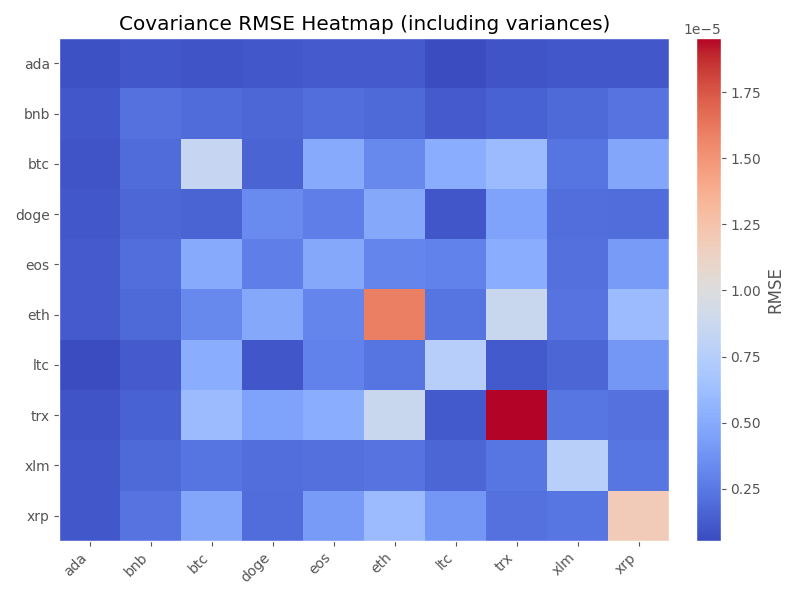 Covariance RMSE Heatmap (including variances)
1e−5
ada
bnb
btc
doge
eos
eth
ltc
trx
xlm
xrp
ada
bnb
btc
doge
eos
eth
ltc
trx
xlm
xrp
1.75
1.50
1.25
1.00
0.75
0.50
0.25
RMSE